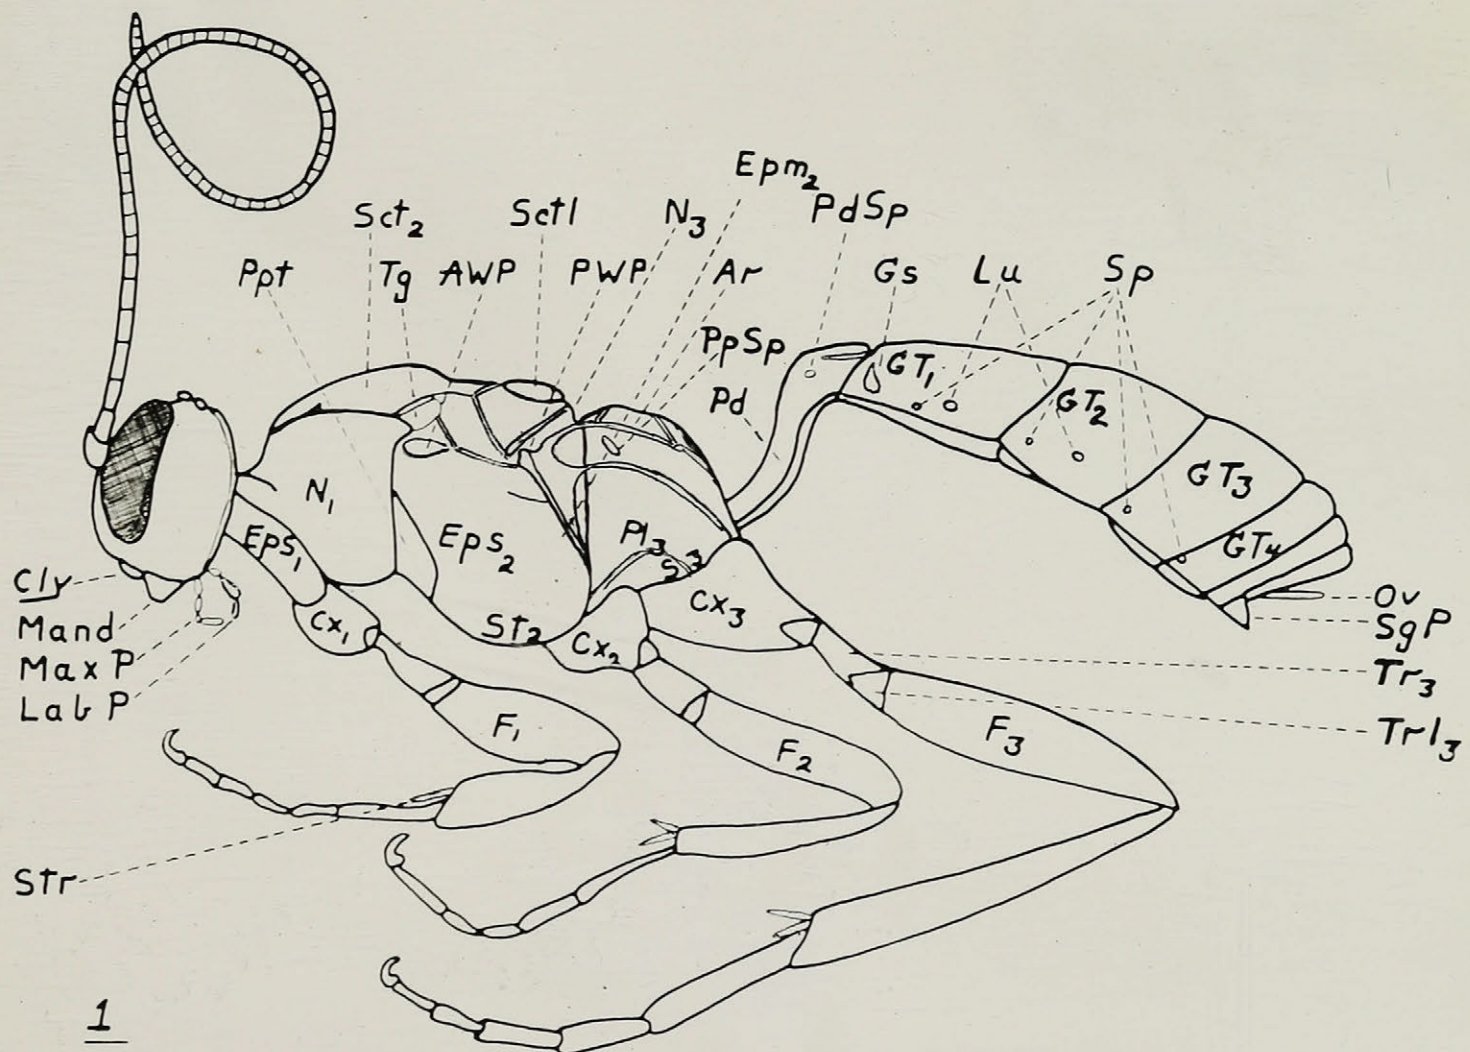 Epm₂
Sct₂ Sctl N₃ PdSp
Ppt Tg AWP PWP Ar Gs Lu Sp
PpSp
Pd
GT₁
GT₂
GT₃
GT₄
N₁
Eps₁
Eps₂
Pl₃
S₃
St₂
Cx₁
Cx₂
Cx₃
Cly
Mand
Max P
Lab P
Ov
SgP
Tr₃
Trl₃
F₁
F₂
F₃
Str
1